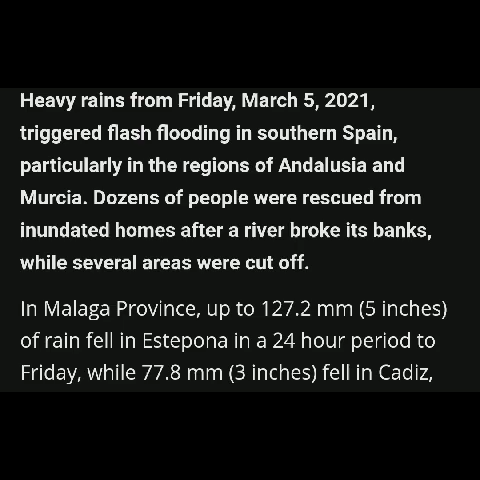 Heavy rains from Friday, March 5, 2021,
triggered flash flooding in southern Spain,
particularly in the regions of Andalusia and
Murcia. Dozens of people were rescued from
inundated homes after a river broke its banks,
while several areas were cut off.
In Malaga Province, up to 127.2 mm (5 inches)
of rain fell in Estepona in a 24 hour period to
Friday, while 77.8 mm (3 inches) fell in Cadiz,